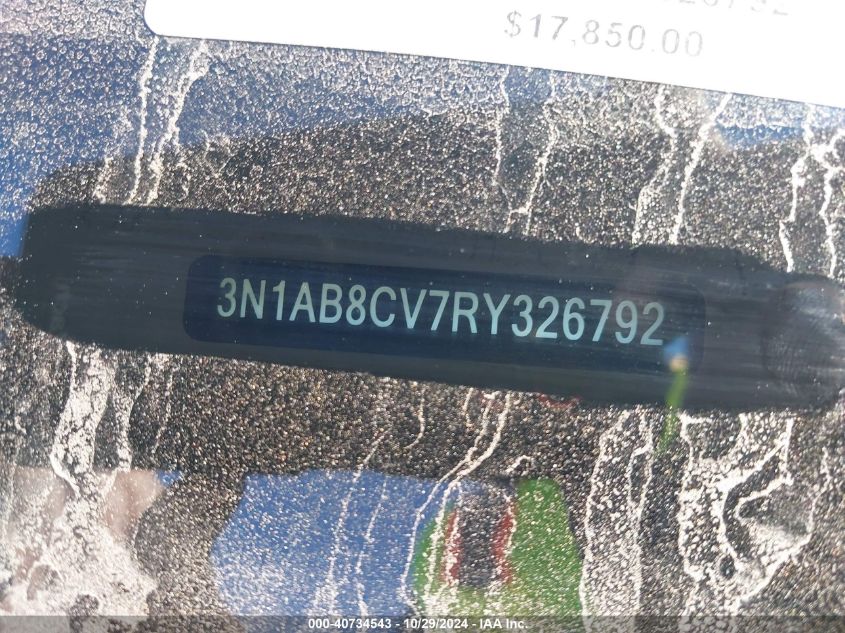 $17,850.00
3N1AB8CV7RY326792
000-40734543 - 10/29/2024 - IAA Inc.